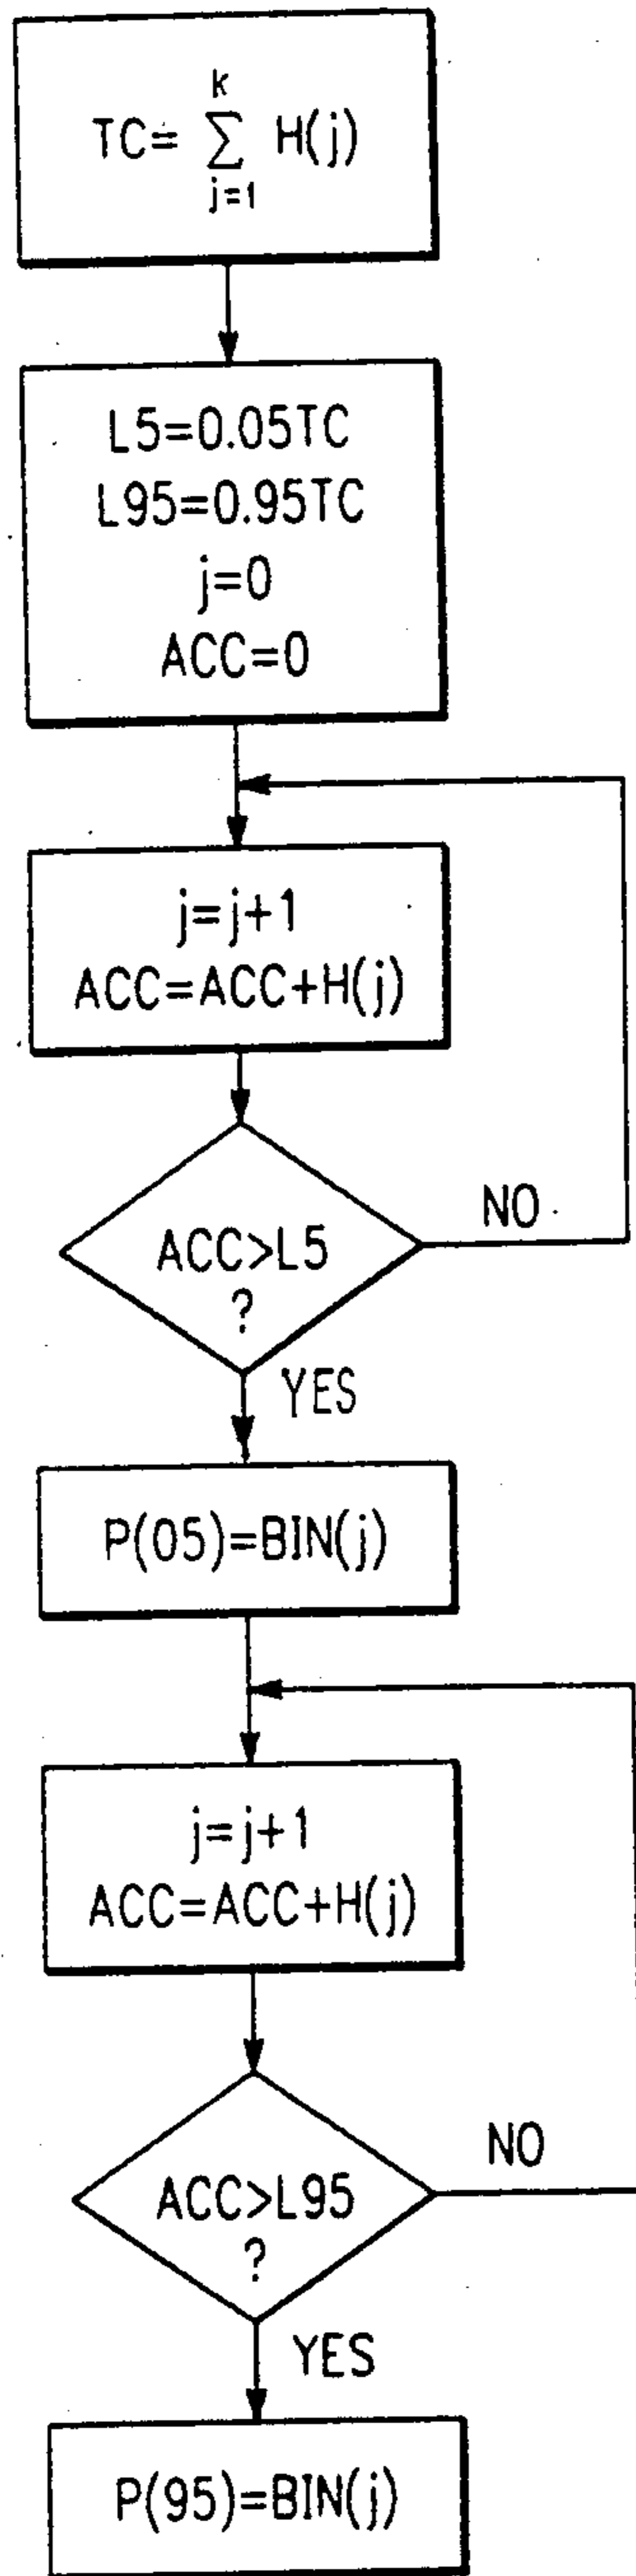 k
TC= ∑ H(j)
j=1
L5=0.05TC
L95=0.95TC
j=0
ACC=0
j=j+1
ACC=ACC+H(j)
NO
ACC>L5
?
YES
P(05)=BIN(j)
j=j+1
ACC=ACC+H(j)
NO
ACC>L95
?
YES
P(95)=BIN(j)